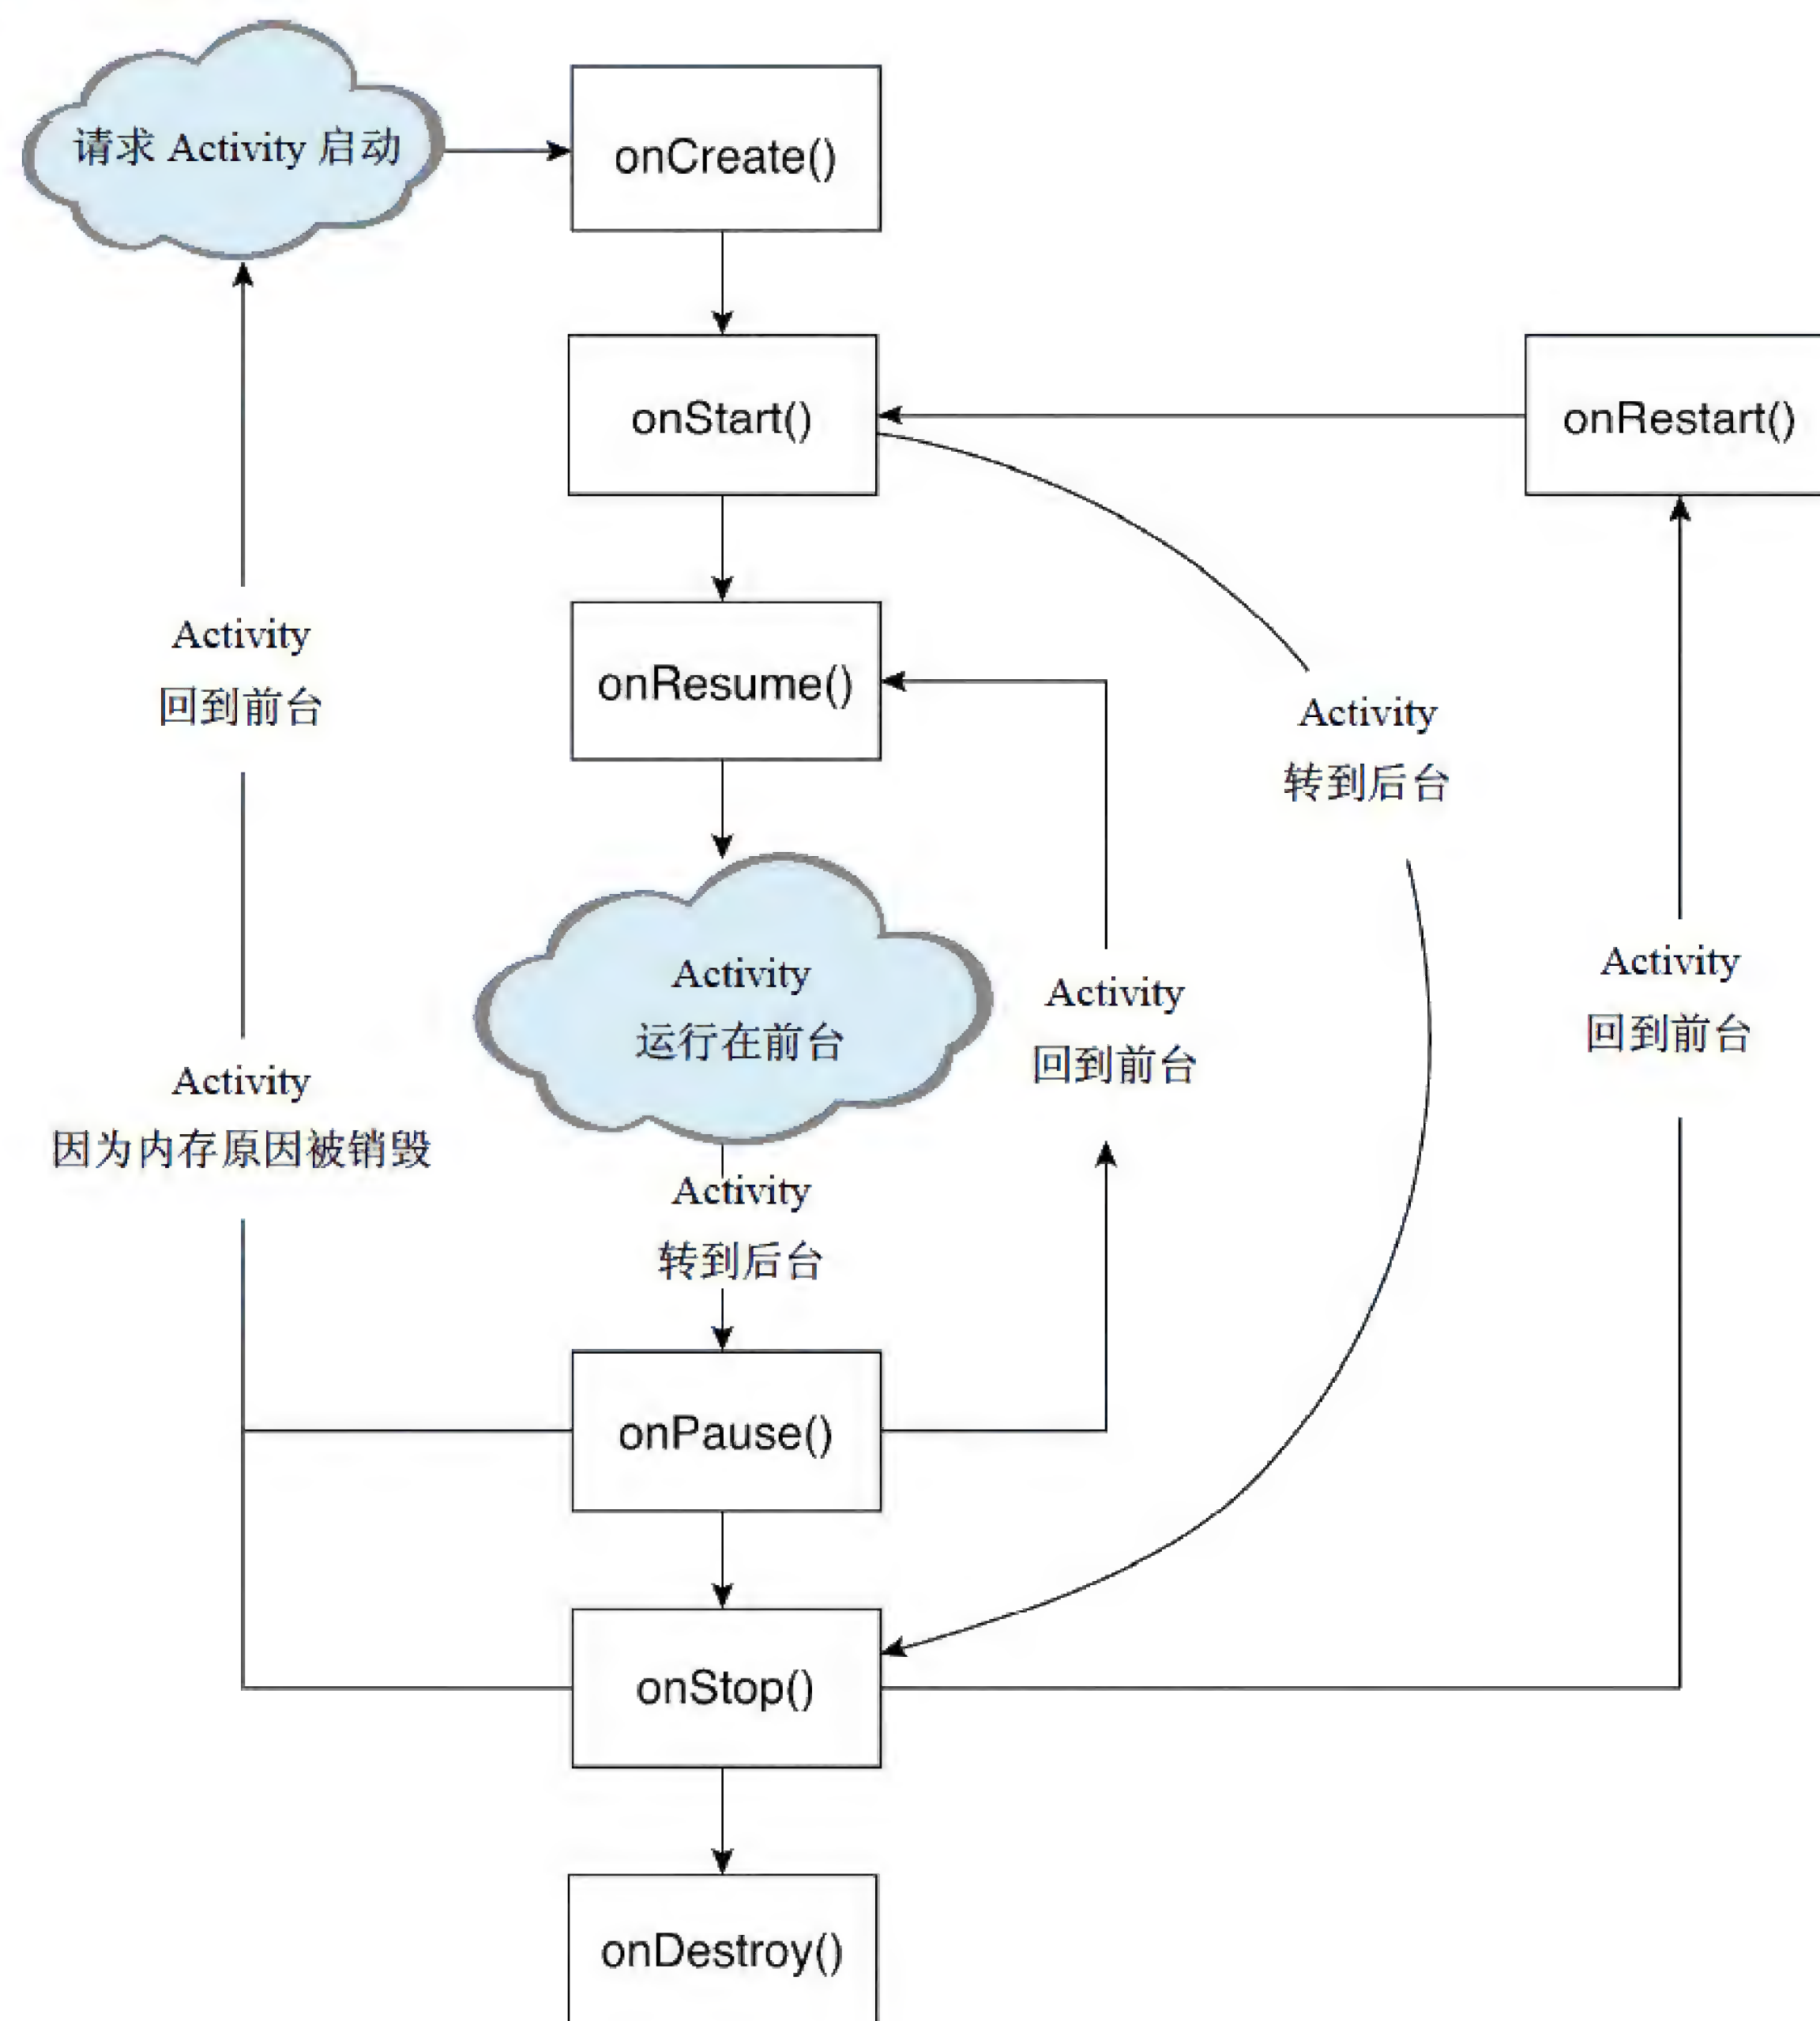 请求 Activity 启动
onCreate()
onStart()
onRestart()
Activity
回到前台
onResume()
Activity
转到后台
Activity
运行在前台
Activity
回到前台
Activity
回到前台
Activity
因为内存原因被销毁
Activity
转到后台
onPause()
onStop()
onDestroy()